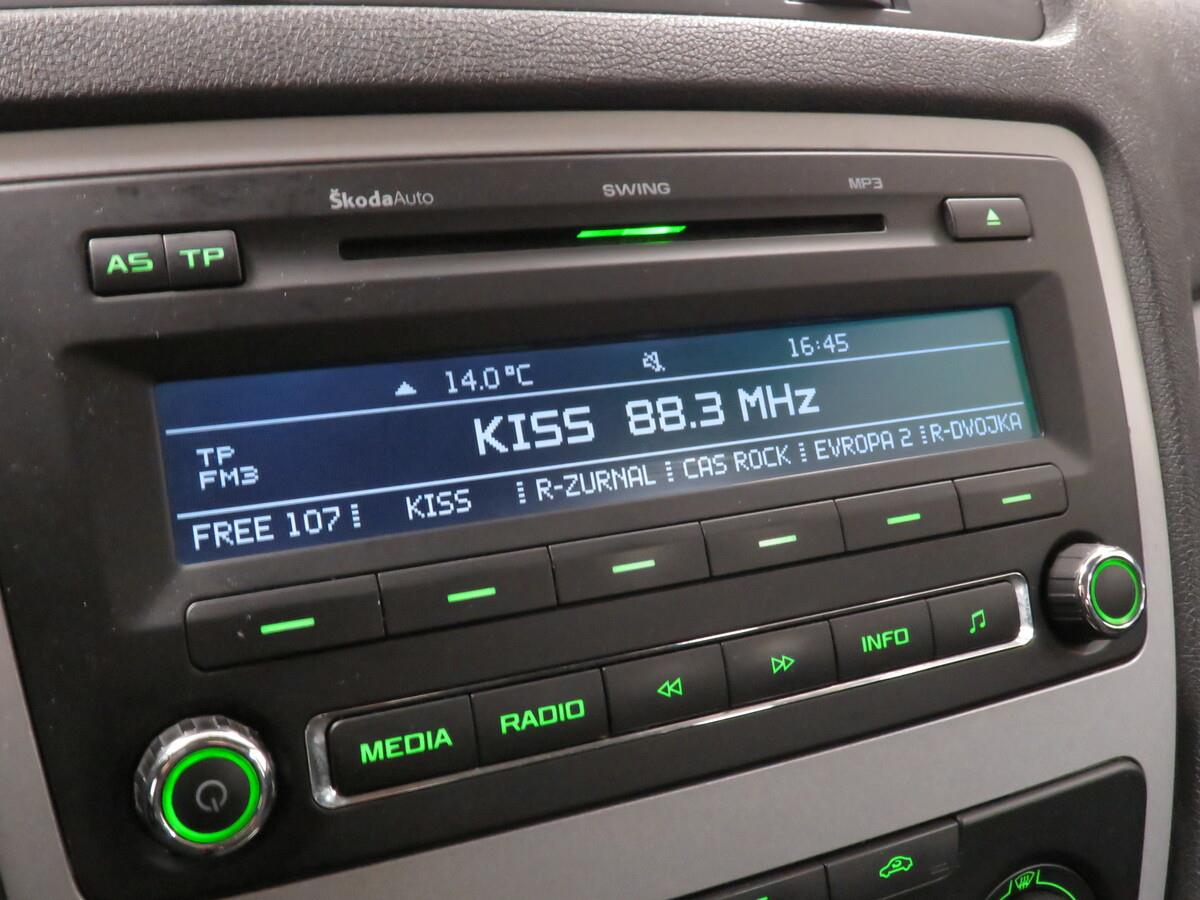 ŠkodaAuto SWING MP3
AS TP
14.0°C 16:45
KISS 88.3 MHz
TP
FM3
FREE 107 KISS R-ZURNAL CAS ROCK EVROPA 2 R-DVOJKA
MEDIA RADIO INFO